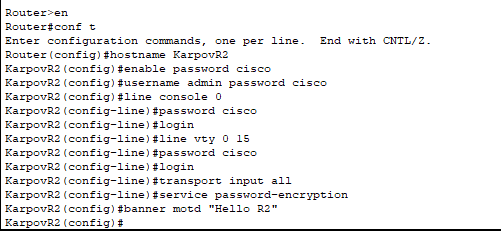 Router>en
Router#conf t
Enter configuration commands, one per line.  End with CNTL/Z.
Router(config)#hostname KarpovR2
KarpovR2(config)#enable password cisco
KarpovR2(config)#username admin password cisco
KarpovR2(config)#line console 0
KarpovR2(config-line)#password cisco
KarpovR2(config-line)#login
KarpovR2(config-line)#line vty 0 15
KarpovR2(config-line)#password cisco
KarpovR2(config-line)#login
KarpovR2(config-line)#transport input all
KarpovR2(config-line)#service password-encryption
KarpovR2(config)#banner motd "Hello R2"
KarpovR2(config)#